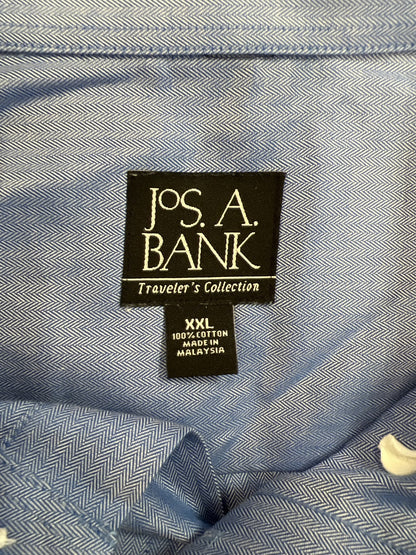 JoS. A.
BANK
Traveler's Collection
XXL
100% COTTON
MADE IN
MALAYSIA